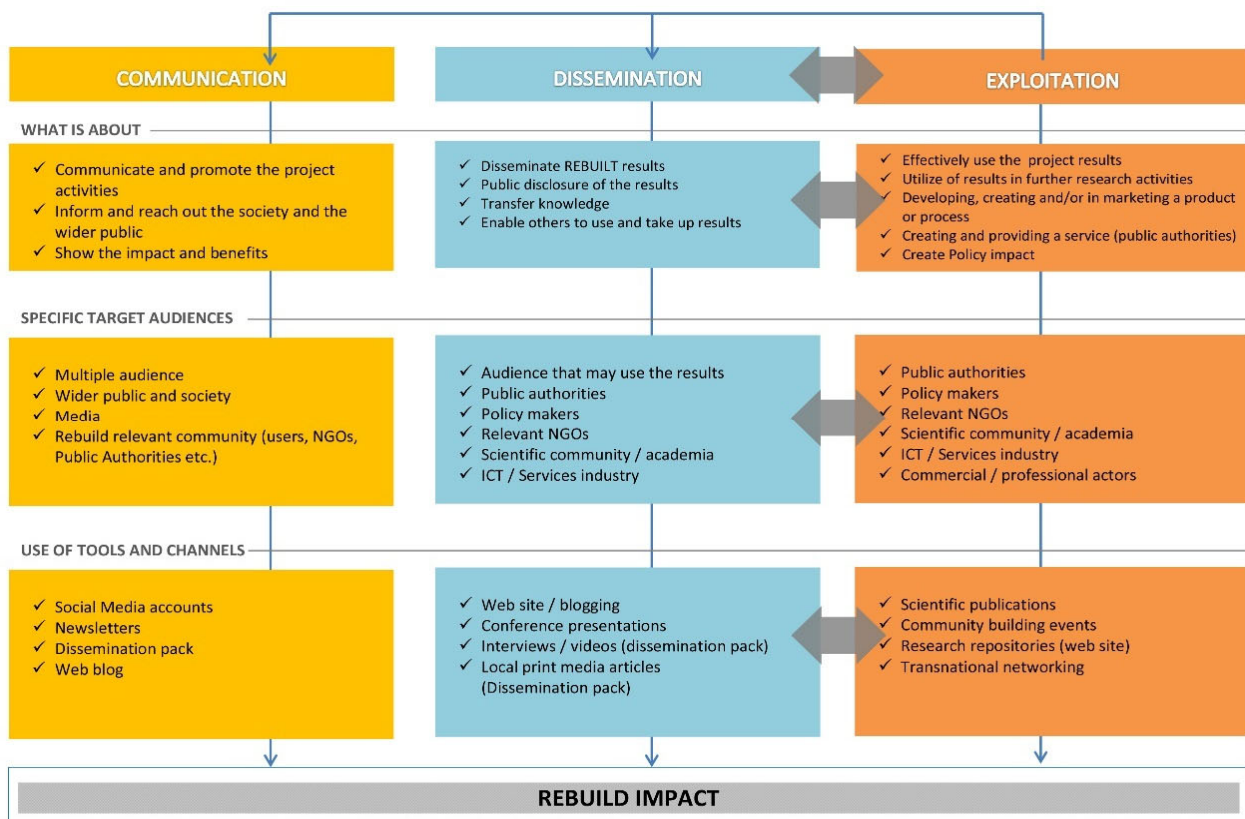 COMMUNICATION
DISSEMINATION
EXPLOITATION
WHAT IS ABOUT
✓ Communicate and promote the project
activities
✓ Inform and reach out the society and the
wider public
✓ Show the impact and benefits
✓ Disseminate REBUILT results
✓ Public disclosure of the results
✓ Transfer knowledge
✓ Enable others to use and take up results
✓ Effectively use the project results
✓ Utilize of results in further research activities
✓ Developing, creating and/or in marketing a product
or process
✓ Creating and providing a service (public authorities)
✓ Create Policy impact
SPECIFIC TARGET AUDIENCES
✓ Multiple audience
✓ Wider public and society
✓ Media
✓ Rebuild relevant community (users, NGOs,
Public Authorities etc.)
✓ Audience that may use the results
✓ Public authorities
✓ Policy makers
✓ Relevant NGOs
✓ Scientific community / academia
✓ ICT / Services industry
✓ Public authorities
✓ Policy makers
✓ Relevant NGOs
✓ Scientific community / academia
✓ ICT / Services industry
✓ Commercial / professional actors
USE OF TOOLS AND CHANNELS
✓ Social Media accounts
✓ Newsletters
✓ Dissemination pack
✓ Web blog
✓ Web site / blogging
✓ Conference presentations
✓ Interviews / videos (dissemination pack)
✓ Local print media articles
(Dissemination pack)
✓ Scientific publications
✓ Community building events
✓ Research repositories (web site)
✓ Transnational networking
REBUILD IMPACT